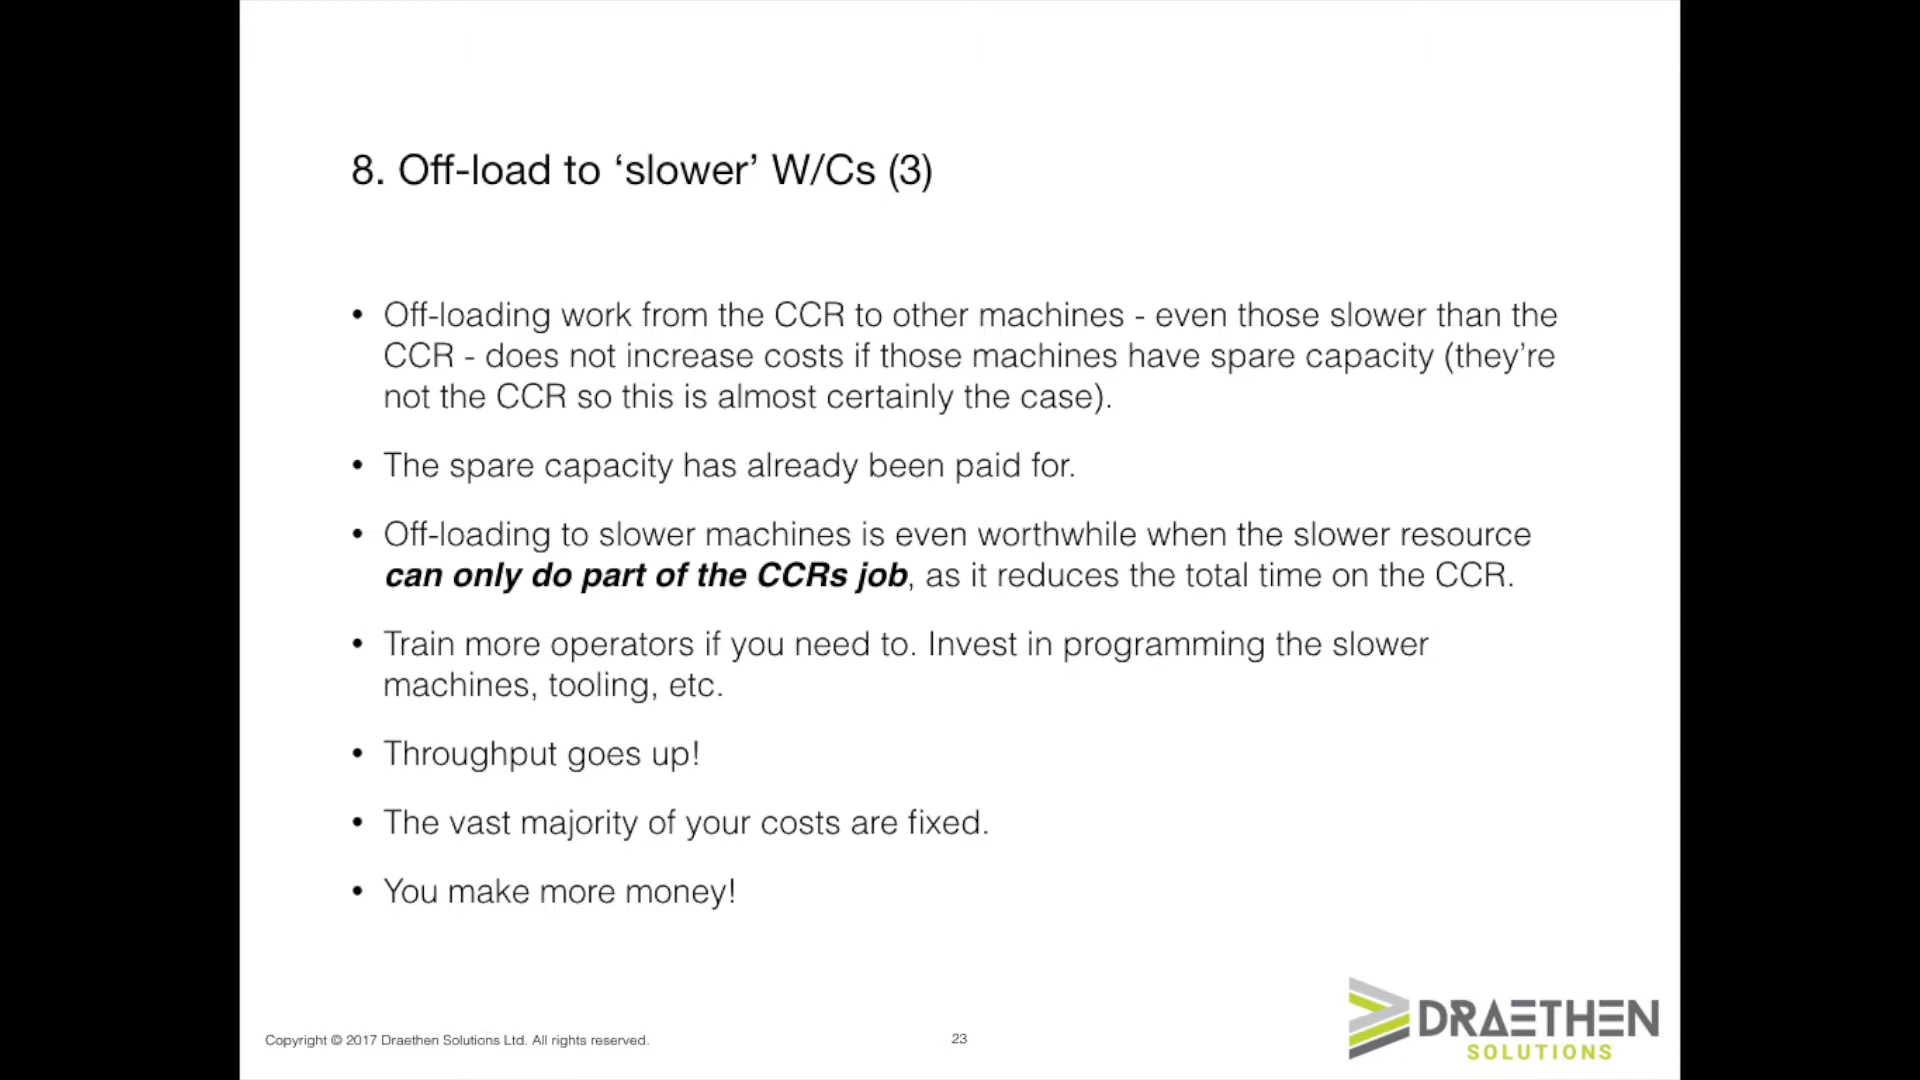 8. Off-load to ‘slower’ W/Cs (3)
• Off-loading work from the CCR to other machines - even those slower than the
CCR - does not increase costs if those machines have spare capacity (they’re
not the CCR so this is almost certainly the case).
• The spare capacity has already been paid for.
• Off-loading to slower machines is even worthwhile when the slower resource
can only do part of the CCRs job, as it reduces the total time on the CCR.
• Train more operators if you need to. Invest in programming the slower
machines, tooling, etc.
• Throughput goes up!
• The vast majority of your costs are fixed.
• You make more money!
Copyright © 2017 Draethen Solutions Ltd. All rights reserved.
23
DRAETHEN
SOLUTIONS